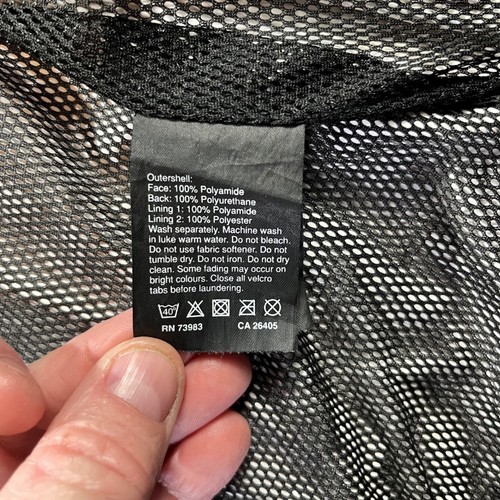 Outershell:
Face: 100% Polyamide
Back: 100% Polyurethane
Lining 1: 100% Polyamide
Lining 2: 100% Polyester
Wash separately. Machine wash
in luke warm water. Do not bleach.
Do not use fabric softener. Do not
tumble dry. Do not iron. Do not dry
clean. Some fading may occur on
bright colours. Close all velcro
tabs before laundering.
40°
RN 73983 CA 26405